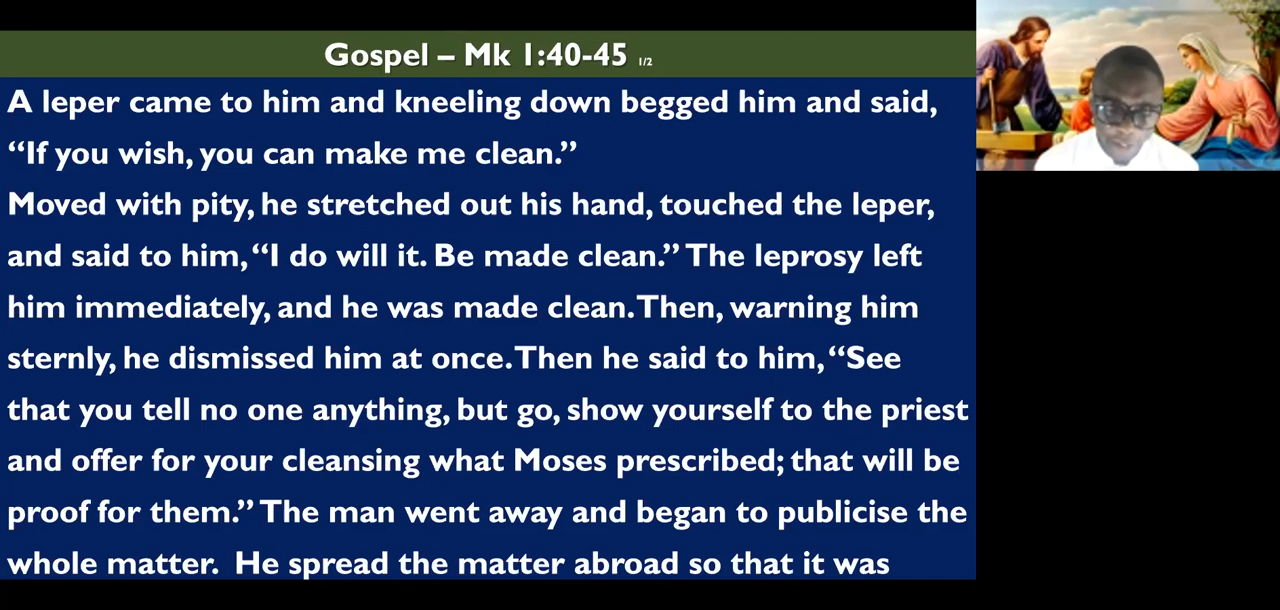 Gospel – Mk 1:40-45 1/2
A leper came to him and kneeling down begged him and said,
“If you wish, you can make me clean.”
Moved with pity, he stretched out his hand, touched the leper,
and said to him, “I do will it. Be made clean.” The leprosy left
him immediately, and he was made clean. Then, warning him
sternly, he dismissed him at once. Then he said to him, “See
that you tell no one anything, but go, show yourself to the priest
and offer for your cleansing what Moses prescribed; that will be
proof for them.” The man went away and began to publicise the
whole matter. He spread the matter abroad so that it was